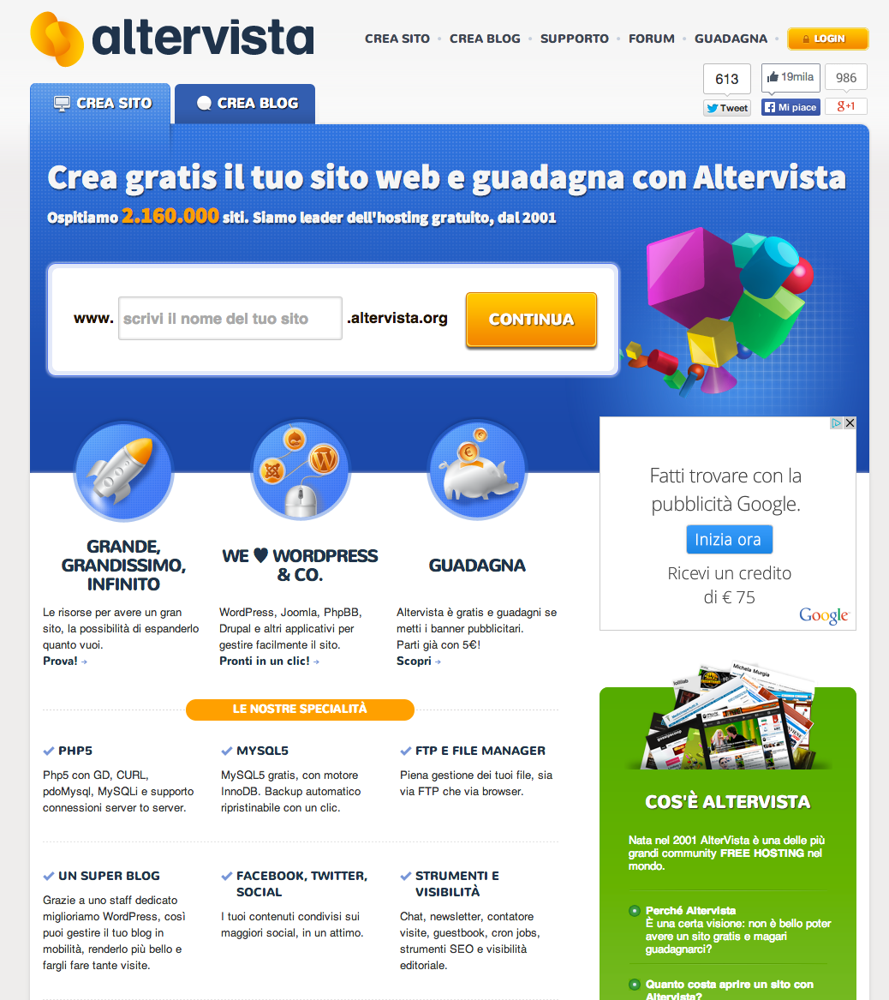 altervista
CREA SITO • CREA BLOG • SUPPORTO • FORUM • GUADAGNA •
LOGIN
613
19mila
986
Tweet
Mi piace
g+1
CREA SITO
CREA BLOG
Crea gratis il tuo sito web e guadagna con Altervista
Ospitiamo 2.160.000 siti. Siamo leader dell'hosting gratuito, dal 2001
www. scrivi il nome del tuo sito .altervista.org
CONTINUA
GRANDE,
GRANDISSIMO,
INFINITO
Le risorse per avere un gran
sito, la possibilità di espanderlo
quanto vuoi.
Prova! →
WE ♥ WORDPRESS
& CO.
WordPress, Joomla, PhpBB,
Drupal e altri applicativi per
gestire facilmente il sito.
Pronti in un clic! →
GUADAGNA
Altervista è gratis e guadagni se
metti i banner pubblicitari.
Parti già con 5€!
Scopri →
Fatti trovare con la
pubblicità Google.
Inizia ora
Ricevi un credito
di € 75
Google
LE NOSTRE SPECIALITÀ
PHP5
Php5 con GD, CURL,
pdoMysql, MySQLi e supporto
connessioni server to server.
MYSQL5
MySQL5 gratis, con motore
InnoDB. Backup automatico
ripristinabile con un clic.
FTP E FILE MANAGER
Piena gestione dei tuoi file, sia
via FTP che via browser.
UN SUPER BLOG
Grazie a uno staff dedicato
miglioriamo WordPress, così
puoi gestire il tuo blog in
mobilità, renderlo più bello e
fargli fare tante visite.
FACEBOOK, TWITTER,
SOCIAL
I tuoi contenuti condivisi sui
maggiori social, in un attimo.
STRUMENTI E
VISIBILITÀ
Chat, newsletter, contatore
visite, guestbook, cron jobs,
strumenti SEO e visibilità
editoriale.
lolillab
Michela Murgia
gossipscoop
COS'È ALTERVISTA
Nata nel 2001 AlterVista è una delle più
grandi community FREE HOSTING nel
mondo.
Perché Altervista
È una certa visione: non è bello poter
avere un sito gratis e magari
guadagnarci?
Quanto costa aprire un sito con
Altervista?